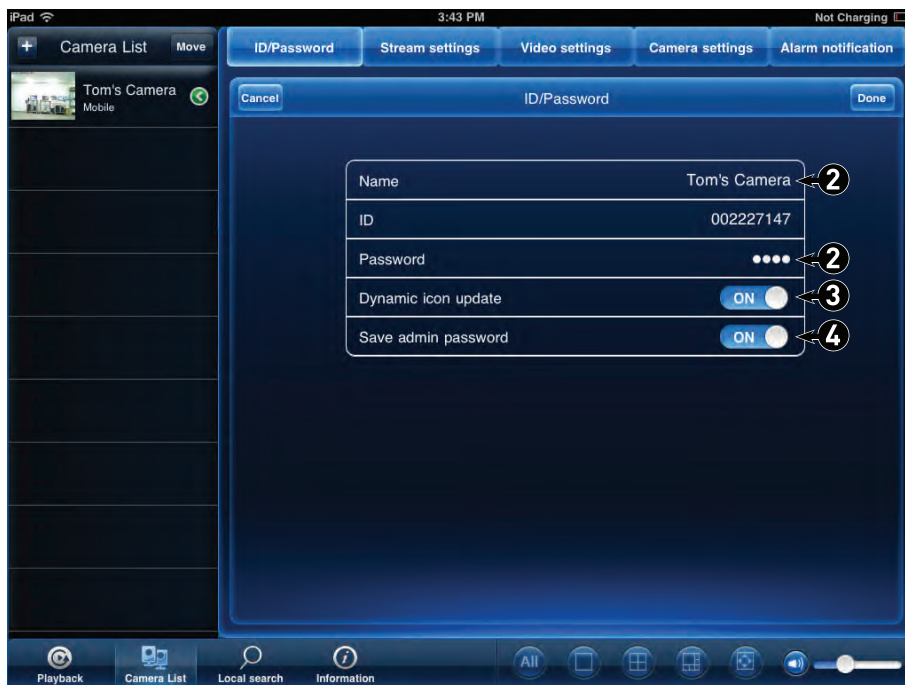 iPad 3:43 PM Not Charging
+ Camera List Move
ID/Password Stream settings Video settings Camera settings Alarm notification
Tom's Camera
Mobile
Cancel ID/Password Done
Name Tom's Camera 2
ID 002227147
Password •••• 2
Dynamic icon update ON 3
Save admin password ON 4
Playback Camera List Local search Information All